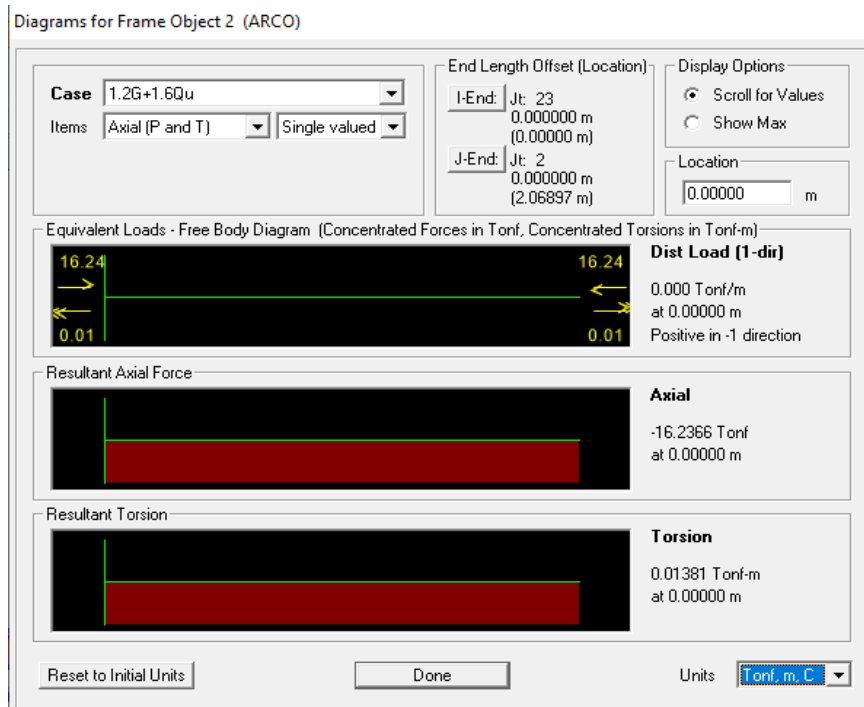 Diagrams for Frame Object 2 (ARCO)
Case 1.2G+1.6Qu
Items Axial (P and T) Single valued
End Length Offset (Location)
I-End: Jt: 23
0.000000 m
(0.00000 m)
J-End: Jt: 2
0.000000 m
(2.06897 m)
Display Options
Scroll for Values
Show Max
Location
0.00000 m
Equivalent Loads - Free Body Diagram (Concentrated Forces in Tonf, Concentrated Torsions in Tonf-m)
16.24 16.24
0.01 0.01
Dist Load (1-dir)
0.000 Tonf/m
at 0.00000 m
Positive in -1 direction
Resultant Axial Force
Axial
-16.2366 Tonf
at 0.00000 m
Resultant Torsion
Torsion
0.01381 Tonf-m
at 0.00000 m
Reset to Initial Units Done Units Tonf, m, C